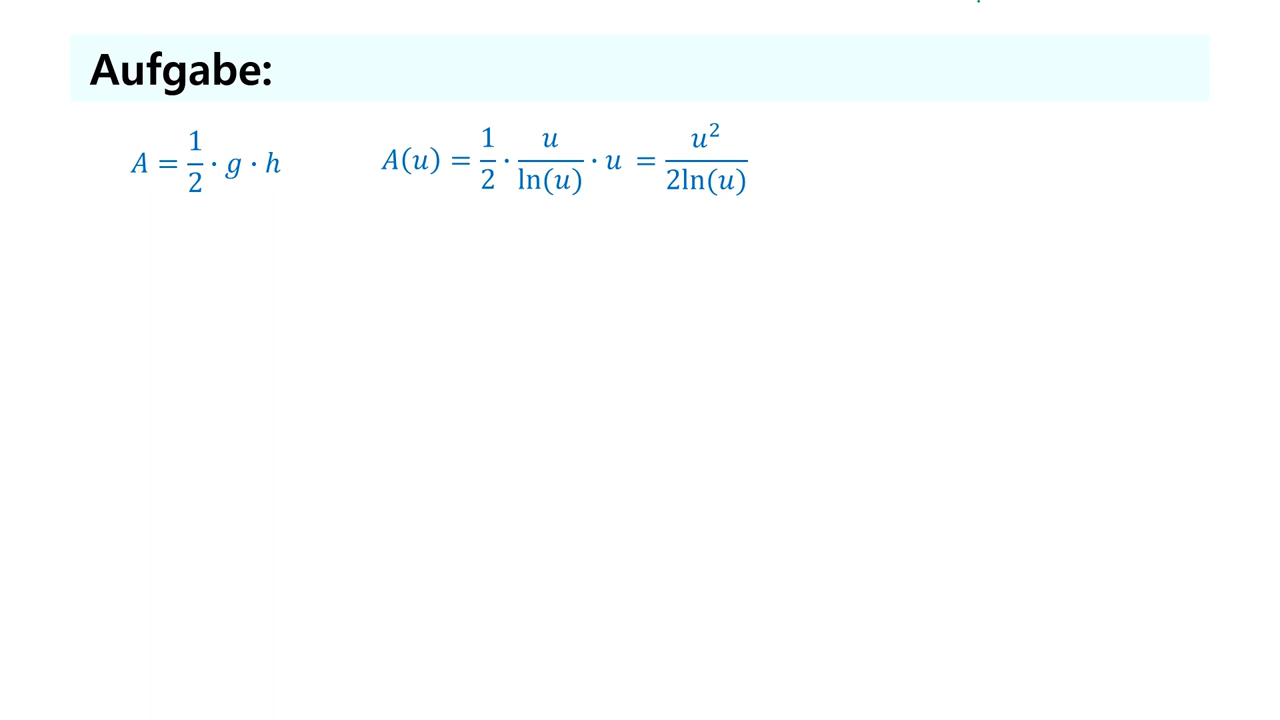 Aufgabe:
A = 1/2 · g · h    A(u) = 1/2 · u/ln(u) · u = u²/2ln(u)